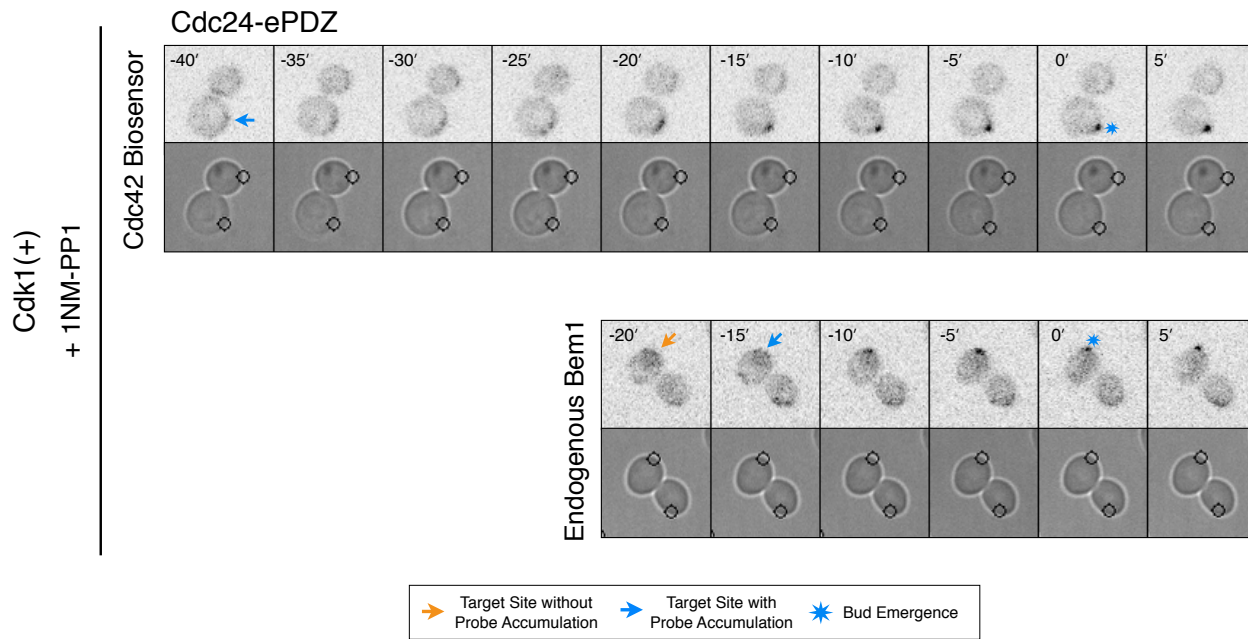 Cdc24-ePDZ
Cdk1(+)
+ 1NM-PP1
Cdc42 Biosensor
-40′ -35′ -30′ -25′ -20′ -15′ -10′ -5′ 0′ 5′
Endogenous Bem1
-20′ -15′ -10′ -5′ 0′ 5′
Target Site without
Probe Accumulation
Target Site with
Probe Accumulation
Bud Emergence